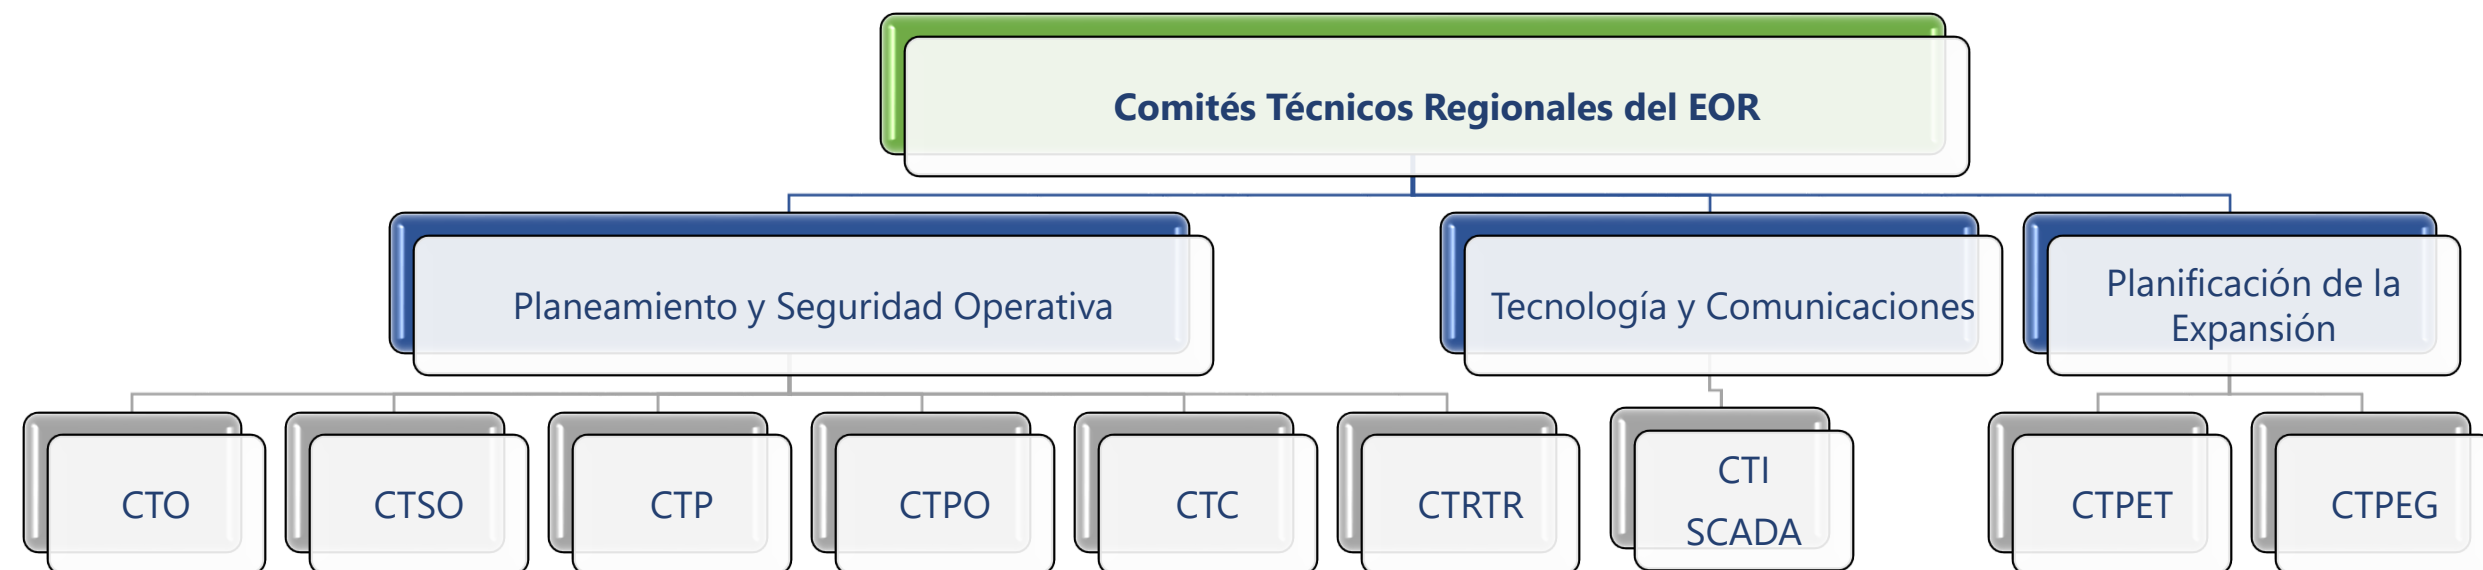 Comités Técnicos Regionales del EOR
Planeamiento y Seguridad Operativa
Tecnología y Comunicaciones
Planificación de la
Expansión
CTO
CTSO
CTP
CTPO
CTC
CTRTR
CTI
SCADA
CTPET
CTPEG